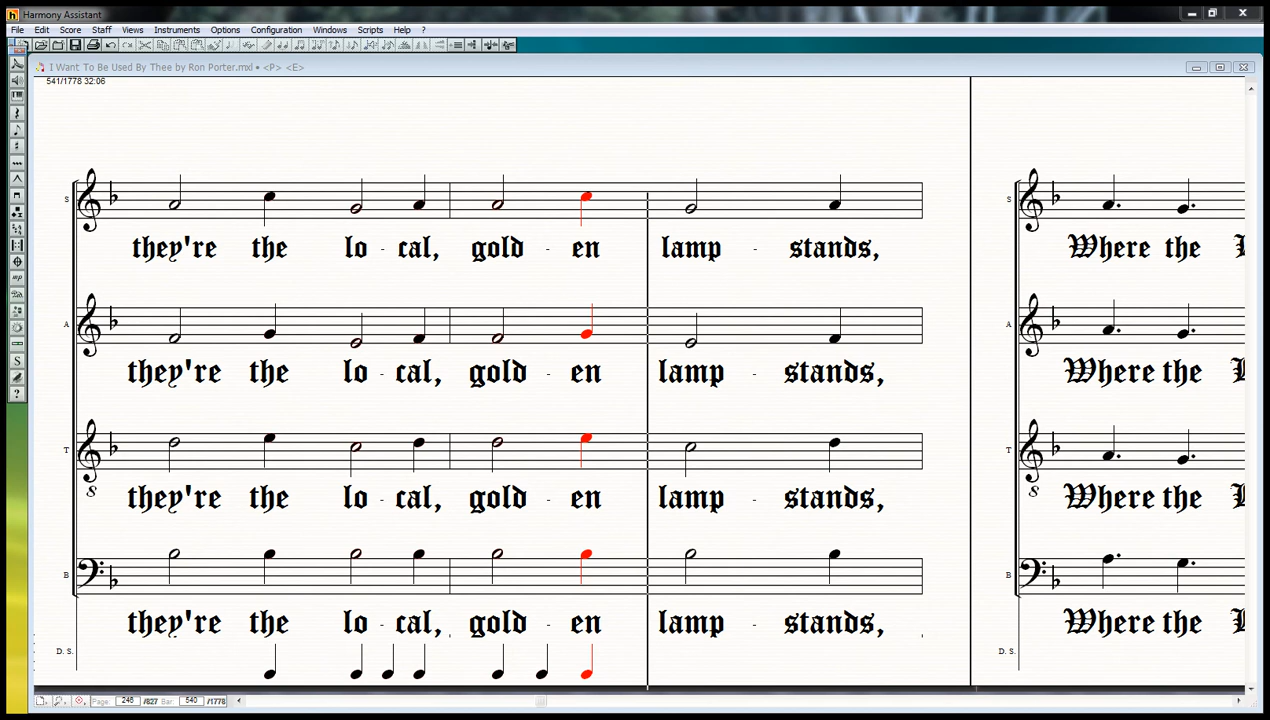 Harmony Assistant
File Edit Score Staff Views Instruments Options Configuration Windows Scripts Help ?
I Want To Be Used By Thee by Ron Porter.mxl • <P> <E>
541/1778 32:06
S
S
they're the lo - cal, gold - en lamp - stands,
Where the
A
A
they're the lo - cal, gold - en lamp - stands,
Where the
T
T
8
8
they're the lo - cal, gold - en lamp - stands,
Where the
B
B
they're the lo - cal, gold - en lamp - stands,
Where the
D. S.
D. S.
Page: 248 /827 Bar: 540 /1778